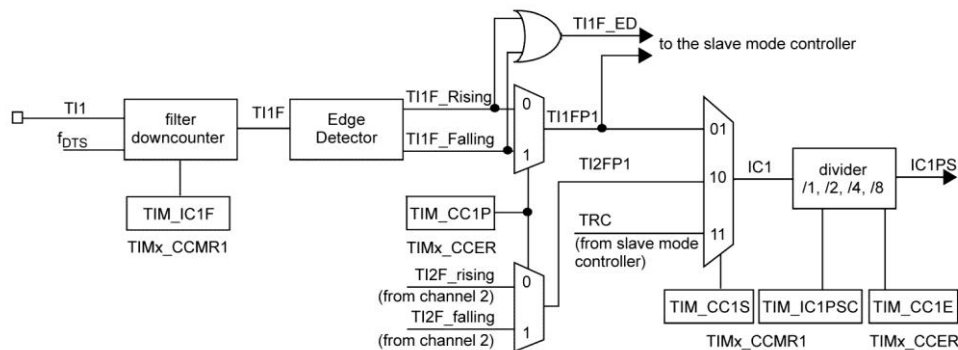 TI1F_ED
to the slave mode controller
TI1
fDTS
filter
downcounter
TI1F
Edge
Detector
TI1F_Rising
TI1F_Falling
0
1
TI1FP1
TI2FP1
TRC
(from slave mode
controller)
01
10
11
IC1
divider
/1, /2, /4, /8
IC1PS
TIM_IC1F
TIMx_CCMR1
TIM_CC1P
TIMx_CCER
TI2F_rising
(from channel 2)
TI2F_falling
(from channel 2)
0
1
TIM_CC1S
TIM_IC1PSC
TIM_CC1E
TIMx_CCMR1
TIMx_CCER